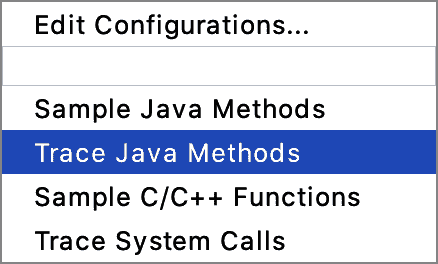 Edit Configurations...
Sample Java Methods
Trace Java Methods
Sample C/C++ Functions
Trace System Calls